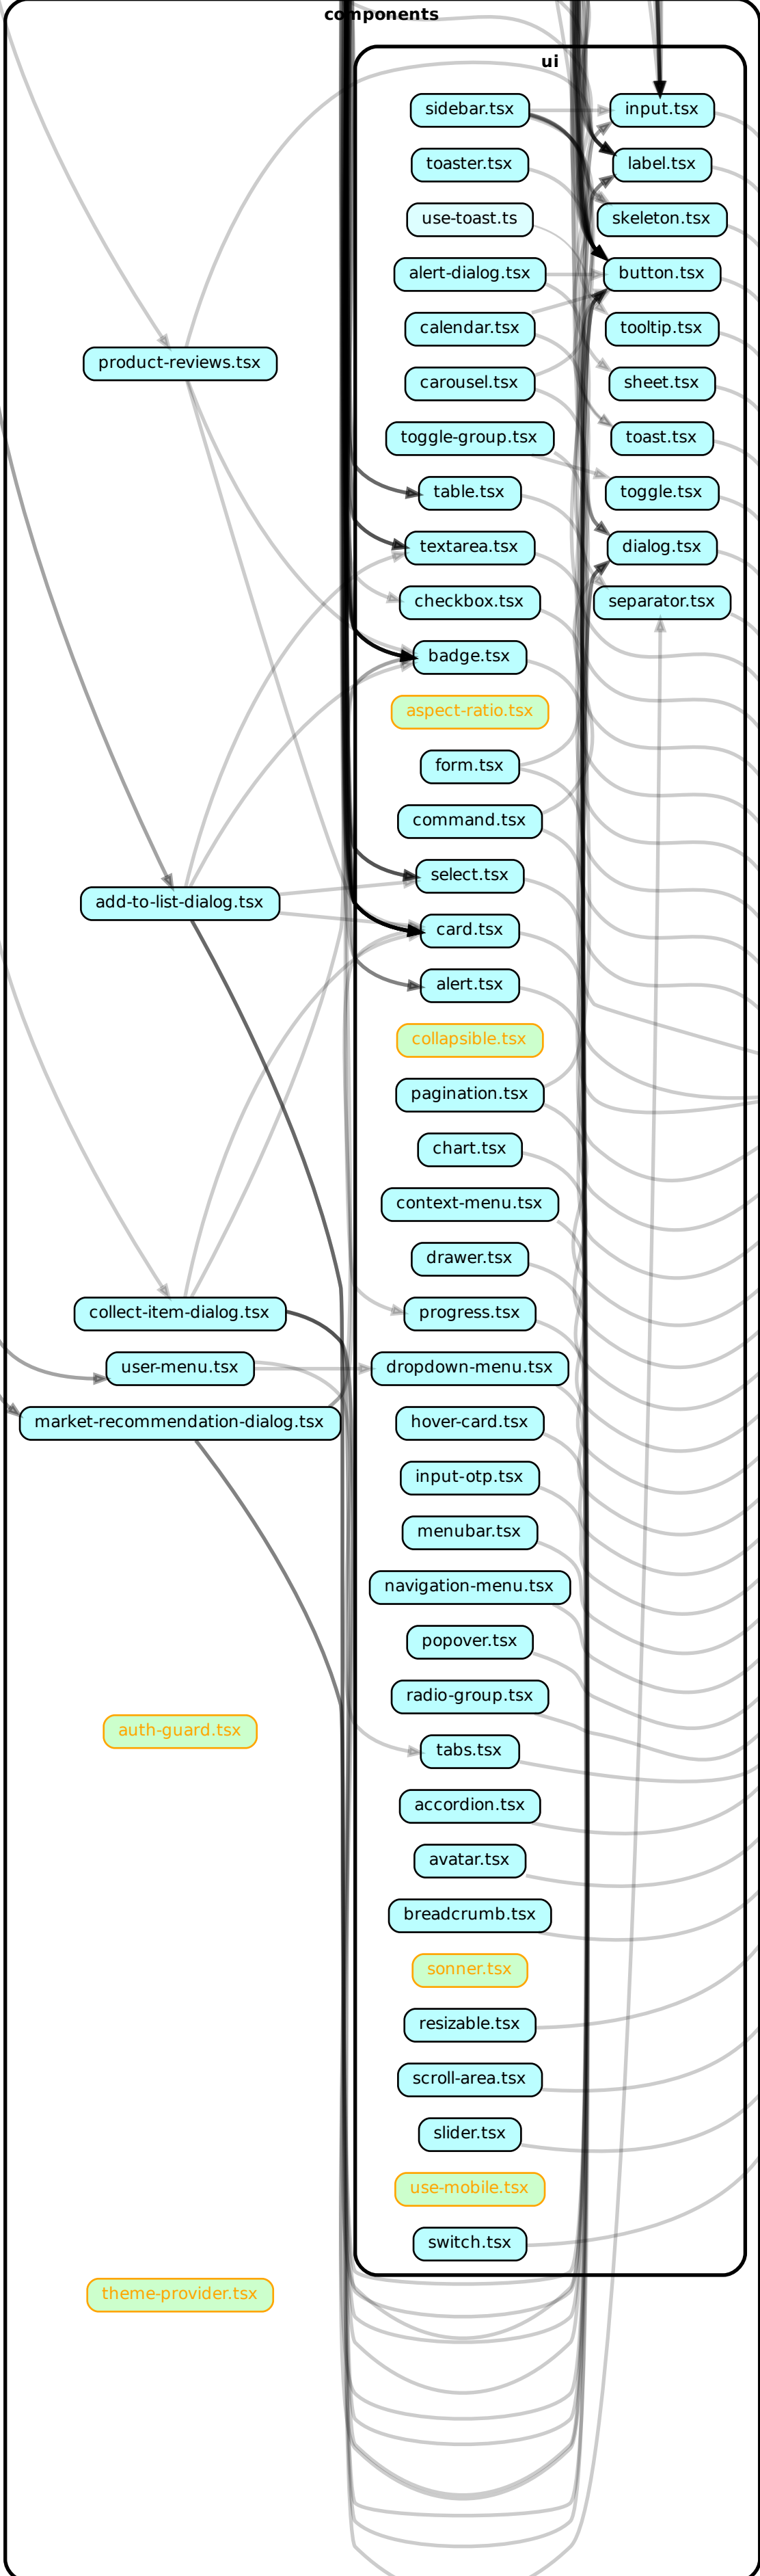 components
ui
sidebar.tsx
input.tsx
toaster.tsx
label.tsx
use-toast.ts
skeleton.tsx
alert-dialog.tsx
button.tsx
calendar.tsx
tooltip.tsx
product-reviews.tsx
carousel.tsx
sheet.tsx
toggle-group.tsx
toast.tsx
table.tsx
toggle.tsx
textarea.tsx
dialog.tsx
checkbox.tsx
separator.tsx
badge.tsx
aspect-ratio.tsx
form.tsx
command.tsx
select.tsx
add-to-list-dialog.tsx
card.tsx
alert.tsx
collapsible.tsx
pagination.tsx
chart.tsx
context-menu.tsx
drawer.tsx
collect-item-dialog.tsx
progress.tsx
user-menu.tsx
dropdown-menu.tsx
market-recommendation-dialog.tsx
hover-card.tsx
input-otp.tsx
menubar.tsx
navigation-menu.tsx
popover.tsx
radio-group.tsx
auth-guard.tsx
tabs.tsx
accordion.tsx
avatar.tsx
breadcrumb.tsx
sonner.tsx
resizable.tsx
scroll-area.tsx
slider.tsx
use-mobile.tsx
switch.tsx
theme-provider.tsx